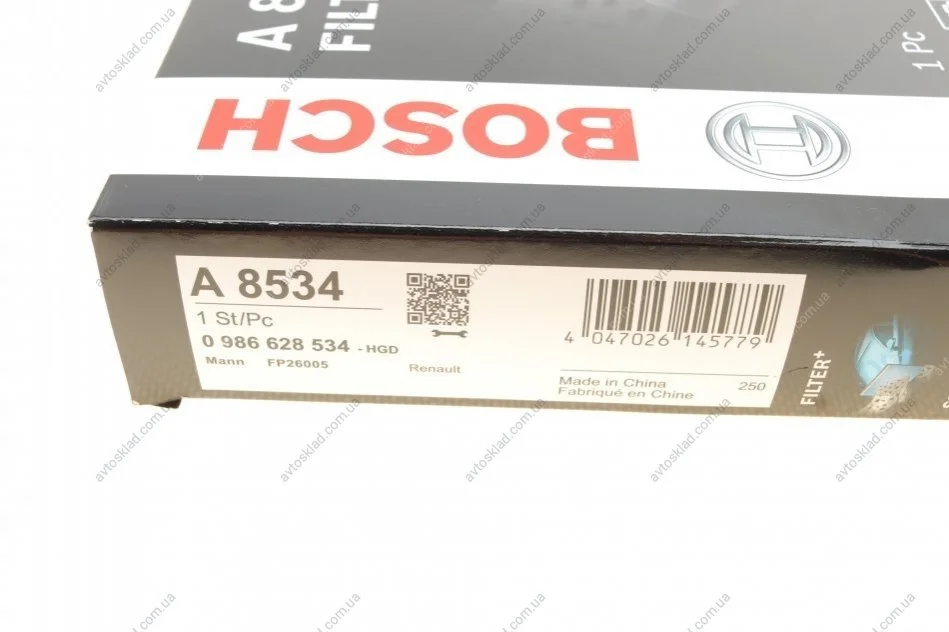 A 8
FILT
1 PC
BOSCH
A 8534
1 St/Pc
0 986 628 534 - HGD
Mann FP26005
Renault
4 047026 145779
Made in China
Fabriqué en Chine
250
FILTER+
avtosklad.com.ua